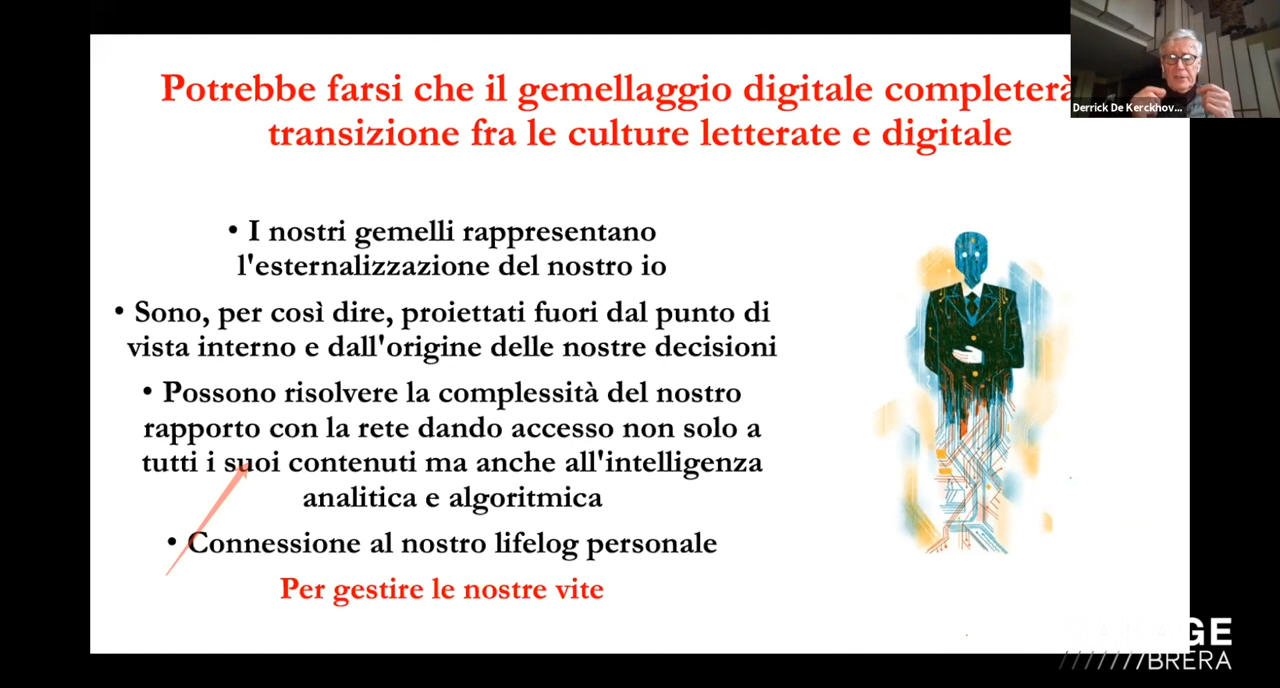 Potrebbe farsi che il gemellaggio digitale completerà
transizione fra le culture letterate e digitale
Derrick De Kerckhov...
• I nostri gemelli rappresentano
l'esternalizzazione del nostro io
• Sono, per così dire, proiettati fuori dal punto di
vista interno e dall'origine delle nostre decisioni
• Possono risolvere la complessità del nostro
rapporto con la rete dando accesso non solo a
tutti i suoi contenuti ma anche all'intelligenza
analitica e algoritmica
• Connessione al nostro lifelog personale
Per gestire le nostre vite
///////BRERA